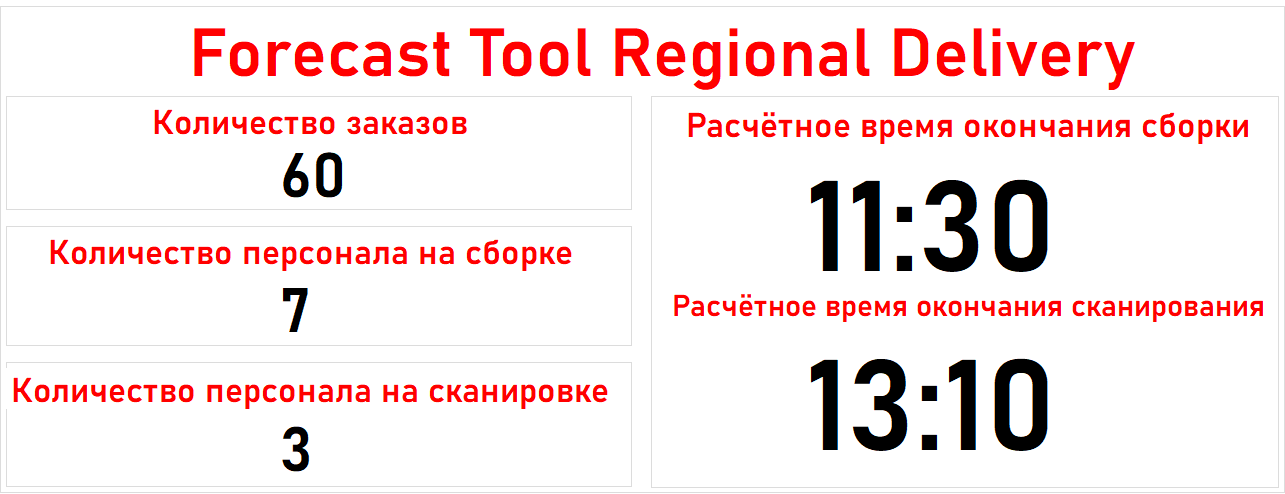 Forecast Tool Regional Delivery
Количество заказов
60
Количество персонала на сборке
7
Количество персонала на сканировке
3
Расчётное время окончания сборки
11:30
Расчётное время окончания сканирования
13:10